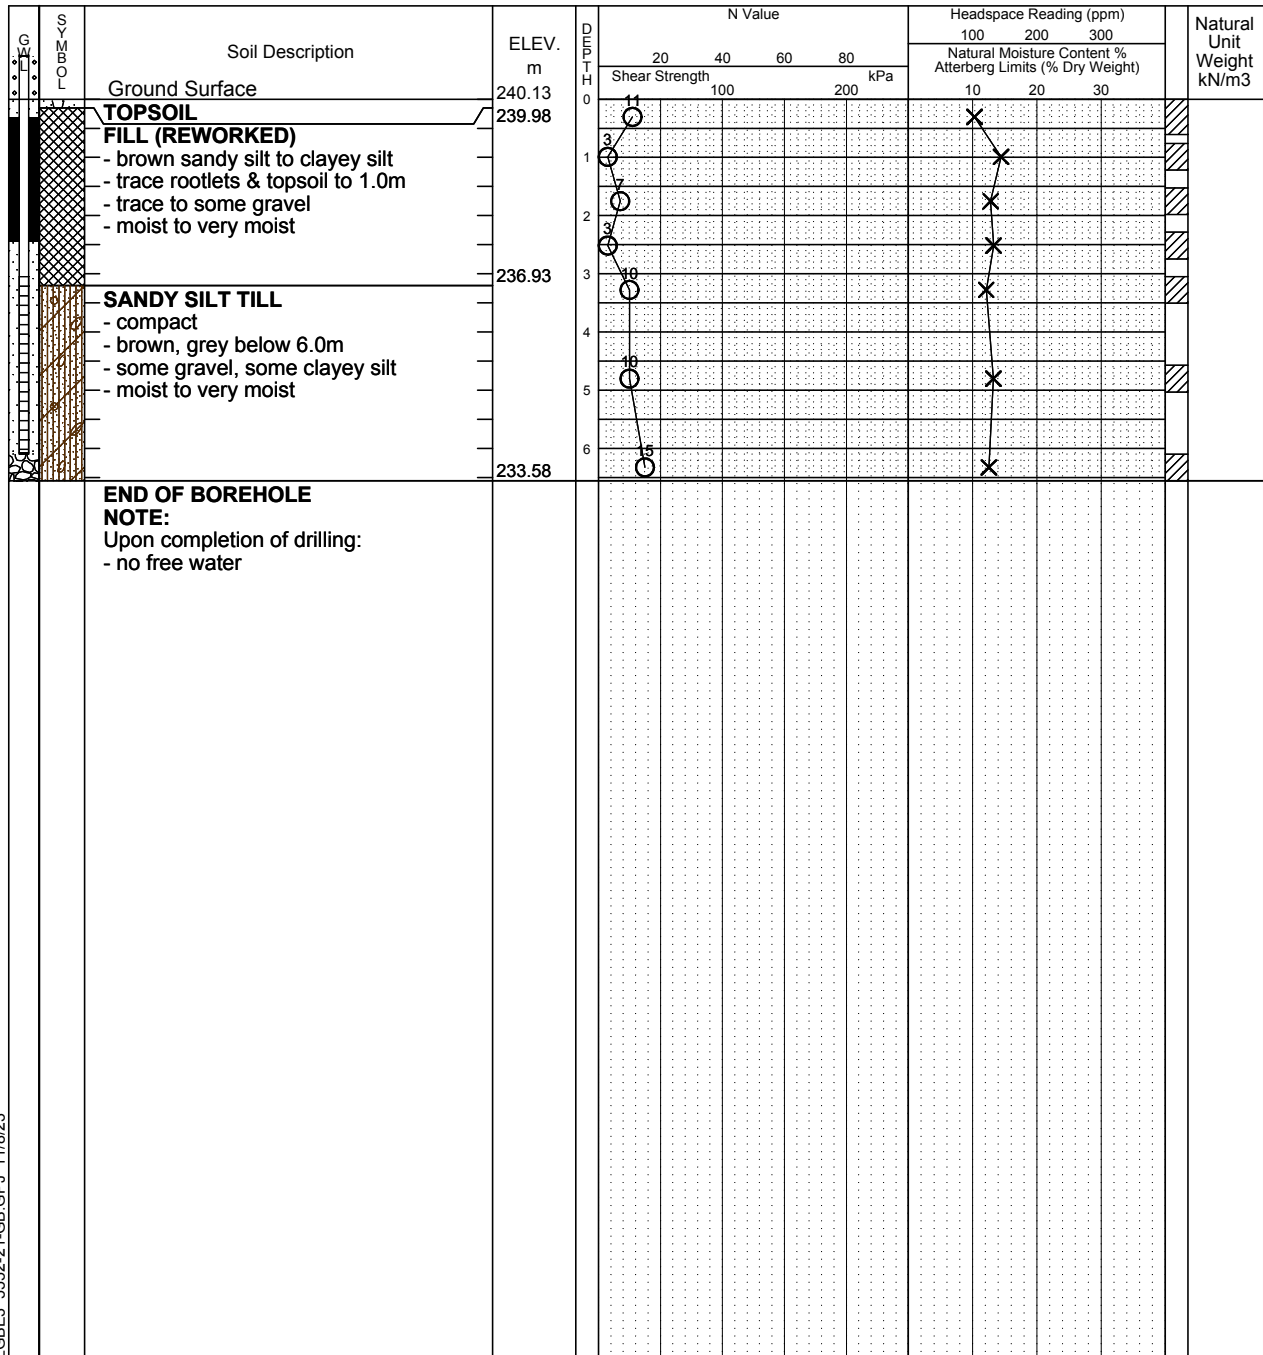 GWL
SYMBOL
Soil Description
Ground Surface
ELEV.
m
240.13
DEPTH
N Value
20 40 60 80
Shear Strength kPa
100 200
Headspace Reading (ppm)
100 200 300
Natural Moisture Content %
Atterberg Limits (% Dry Weight)
10 20 30
Natural
Unit
Weight
kN/m3
0
TOPSOIL
239.98
11
FILL (REWORKED)
- brown sandy silt to clayey silt
- trace rootlets & topsoil to 1.0m
- trace to some gravel
- moist to very moist
3
1
7
2
3
236.93
3
10
SANDY SILT TILL
- compact
- brown, grey below 6.0m
- some gravel, some clayey silt
- moist to very moist
4
10
5
6
15
233.58
END OF BOREHOLE
NOTE:
Upon completion of drilling:
- no free water